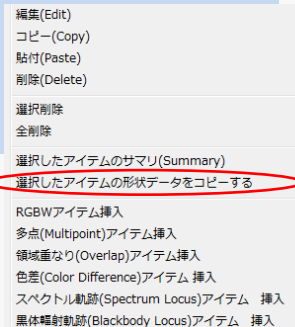 編集(Edit)
コピー(Copy)
貼付(Paste)
削除(Delete)
選択削除
全削除
選択したアイテムのサマリ(Summary)
選択したアイテムの形状データをコピーする
RGBWアイテム挿入
多点(Multipoint)アイテム挿入
領域重なり(Overlap)アイテム挿入
色差(Color Difference)アイテム 挿入
スペクトル軌跡(Spectrum Locus)アイテム　挿入
黒体輻射軌跡(Blackbody Locus)アイテム　挿入